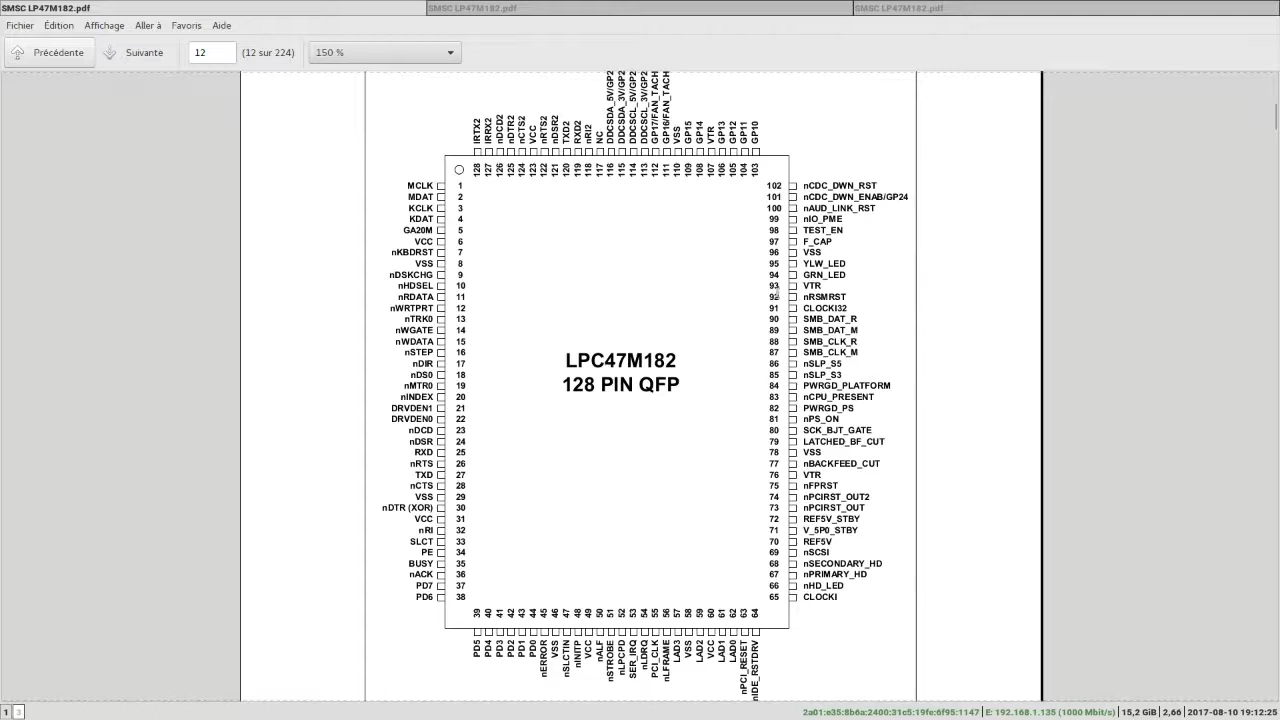 SMSC LP47M182.pdf
SMSC LP47M182.pdf
SMSC LP47M182.pdf
Fichier Édition Affichage Aller à Favoris Aide
Précédente Suivante 12 (12 sur 224) 150 %
IRTX2
IRRX2
nDCD2
nDTR2
nCTS2
VCC
nRTS2
nDSR2
TXD2
RXD2
nRI2
NC
DDCSDA_5V/GP2
DDCSDA_3V/GP2
DDCSCL_5V/GP2
DDCSCL_3V/GP2
GP17/FAN_TACH
GP16/FAN_TACH
VSS
GP15
GP14
VTR
GP13
GP12
GP11
GP10
128 127 126 125 124 123 122 121 120 119 118 117 116 115 114 113 112 111 110 109 108 107 106 105 104 103
MCLK 1
MDAT 2
KCLK 3
KDAT 4
GA20M 5
VCC 6
nKBDRST 7
VSS 8
nDSKCHG 9
nHDSEL 10
nRDATA 11
nWRTPRT 12
nTRK0 13
nWGATE 14
nWDATA 15
nSTEP 16
nDIR 17
nDS0 18
nMTR0 19
nINDEX 20
DRVDEN1 21
DRVDEN0 22
nDCD 23
nDSR 24
RXD 25
nRTS 26
TXD 27
nCTS 28
VSS 29
nDTR (XOR) 30
VCC 31
nRI 32
SLCT 33
PE 34
BUSY 35
nACK 36
PD7 37
PD6 38
LPC47M182
128 PIN QFP
102 nCDC_DWN_RST
101 nCDC_DWN_ENAB/GP24
100 nAUD_LINK_RST
99 nIO_PME
98 TEST_EN
97 F_CAP
96 VSS
95 YLW_LED
94 GRN_LED
93 VTR
92 nRSMRST
91 CLOCKI32
90 SMB_DAT_R
89 SMB_DAT_M
88 SMB_CLK_R
87 SMB_CLK_M
86 nSLP_S5
85 nSLP_S3
84 PWRGD_PLATFORM
83 nCPU_PRESENT
82 PWRGD_PS
81 nPS_ON
80 SCK_BJT_GATE
79 LATCHED_BF_CUT
78 VSS
77 nBACKFEED_CUT
76 VTR
75 nFPRST
74 nPCIRST_OUT2
73 nPCIRST_OUT
72 REF5V_STBY
71 V_5P0_STBY
70 REF5V
69 nSCSI
68 nSECONDARY_HD
67 nPRIMARY_HD
66 nHD_LED
65 CLOCKI
39 40 41 42 43 44 45 46 47 48 49 50 51 52 53 54 55 56 57 58 59 60 61 62 63 64
PD5
PD4
PD3
PD2
PD1
PD0
nERROR
VSS
nSLCTIN
nINITP
VCC
nALF
nSTROBE
nLPCPD
SER_IRQ
nLDRQ
PCI_CLK
nLFRAME
LAD3
VSS
LAD2
VCC
LAD1
LAD0
nPCI_RESET
nIDE_RSTDRV
1 3 2a01:e35:8b6a:2400:31c5:19fe:6f95:1147 E: 192.168.1.135 (1000 Mbit/s) 15,2 GiB 2,66 2017-08-10 19:12:25